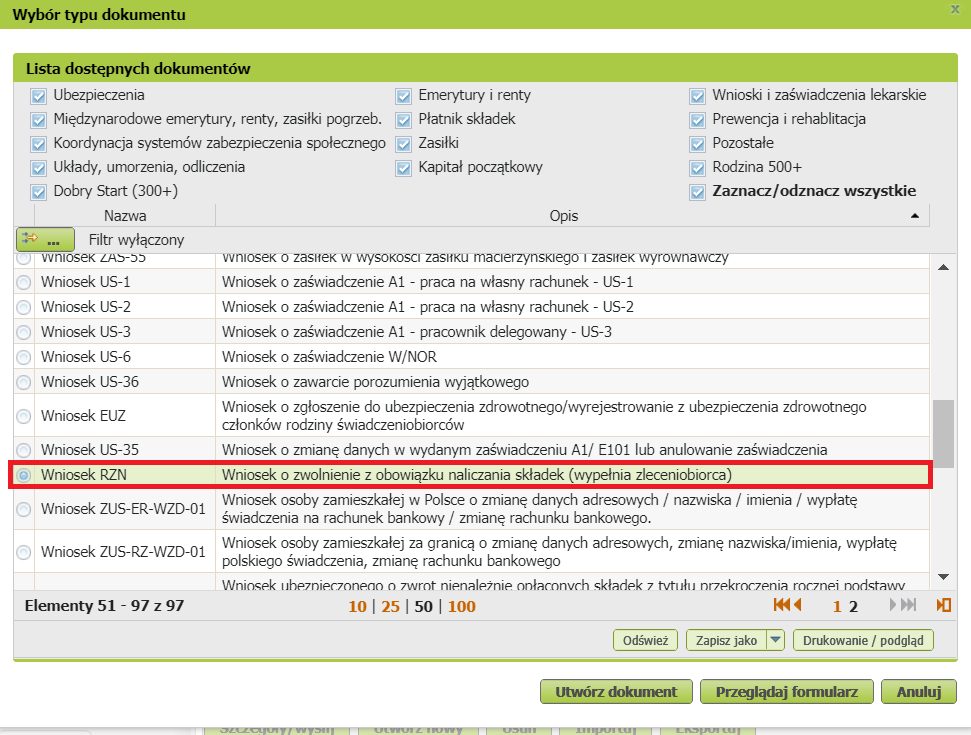 Wybór typu dokumentu
x
Lista dostępnych dokumentów
Ubezpieczenia
Emerytury i renty
Wnioski i zaświadczenia lekarskie
Międzynarodowe emerytury, renty, zasiłki pogrzeb.
Płatnik składek
Prewencja i rehablitacja
Koordynacja systemów zabezpieczenia społecznego
Zasiłki
Pozostałe
Układy, umorzenia, odliczenia
Kapitał początkowy
Rodzina 500+
Dobry Start (300+)
Zaznacz/odznacz wszystkie
Nazwa Opis
... Filtr wyłączony
Wniosek ZAS-55 Wniosek o zasiłek w wysokości zasiłku macierzyńskiego i zasiłek wyrównawczy
Wniosek US-1 Wniosek o zaświadczenie A1 - praca na własny rachunek - US-1
Wniosek US-2 Wniosek o zaświadczenie A1 - praca na własny rachunek - US-2
Wniosek US-3 Wniosek o zaświadczenie A1 - pracownik delegowany - US-3
Wniosek US-6 Wniosek o zaświadczenie W/NOR
Wniosek US-36 Wniosek o zawarcie porozumienia wyjątkowego
Wniosek EUZ Wniosek o zgłoszenie do ubezpieczenia zdrowotnego/wyrejestrowanie z ubezpieczenia zdrowotnego
członków rodziny świadczeniobiorców
Wniosek US-35 Wniosek o zmianę danych w wydanym zaświadczeniu A1/ E101 lub anulowanie zaświadczenia
Wniosek RZN Wniosek o zwolnienie z obowiązku naliczania składek (wypełnia zleceniobiorca)
Wniosek ZUS-ER-WZD-01 Wniosek osoby zamieszkałej w Polsce o zmianę danych adresowych / nazwiska / imienia / wypłatę
świadczenia na rachunek bankowy / zmianę rachunku bankowego.
Wniosek ZUS-RZ-WZD-01 Wniosek osoby zamieszkałej za granicą o zmianę danych adresowych, zmianę nazwiska/imienia, wypłatę
polskiego świadczenia, zmianę rachunku bankowego
Wniosek ubezpieczonego o zwrot nienależnie opłaconych składek z tytułu przekroczenia rocznej podstawy
Elementy 51 - 97 z 97 10 | 25 | 50 | 100 1 2
Odśwież Zapisz jako Drukowanie / podgląd
Utwórz dokument Przeglądaj formularz Anuluj
Szczegóły/wyślij Utwórz nowy Usuń Importuj Eksportuj